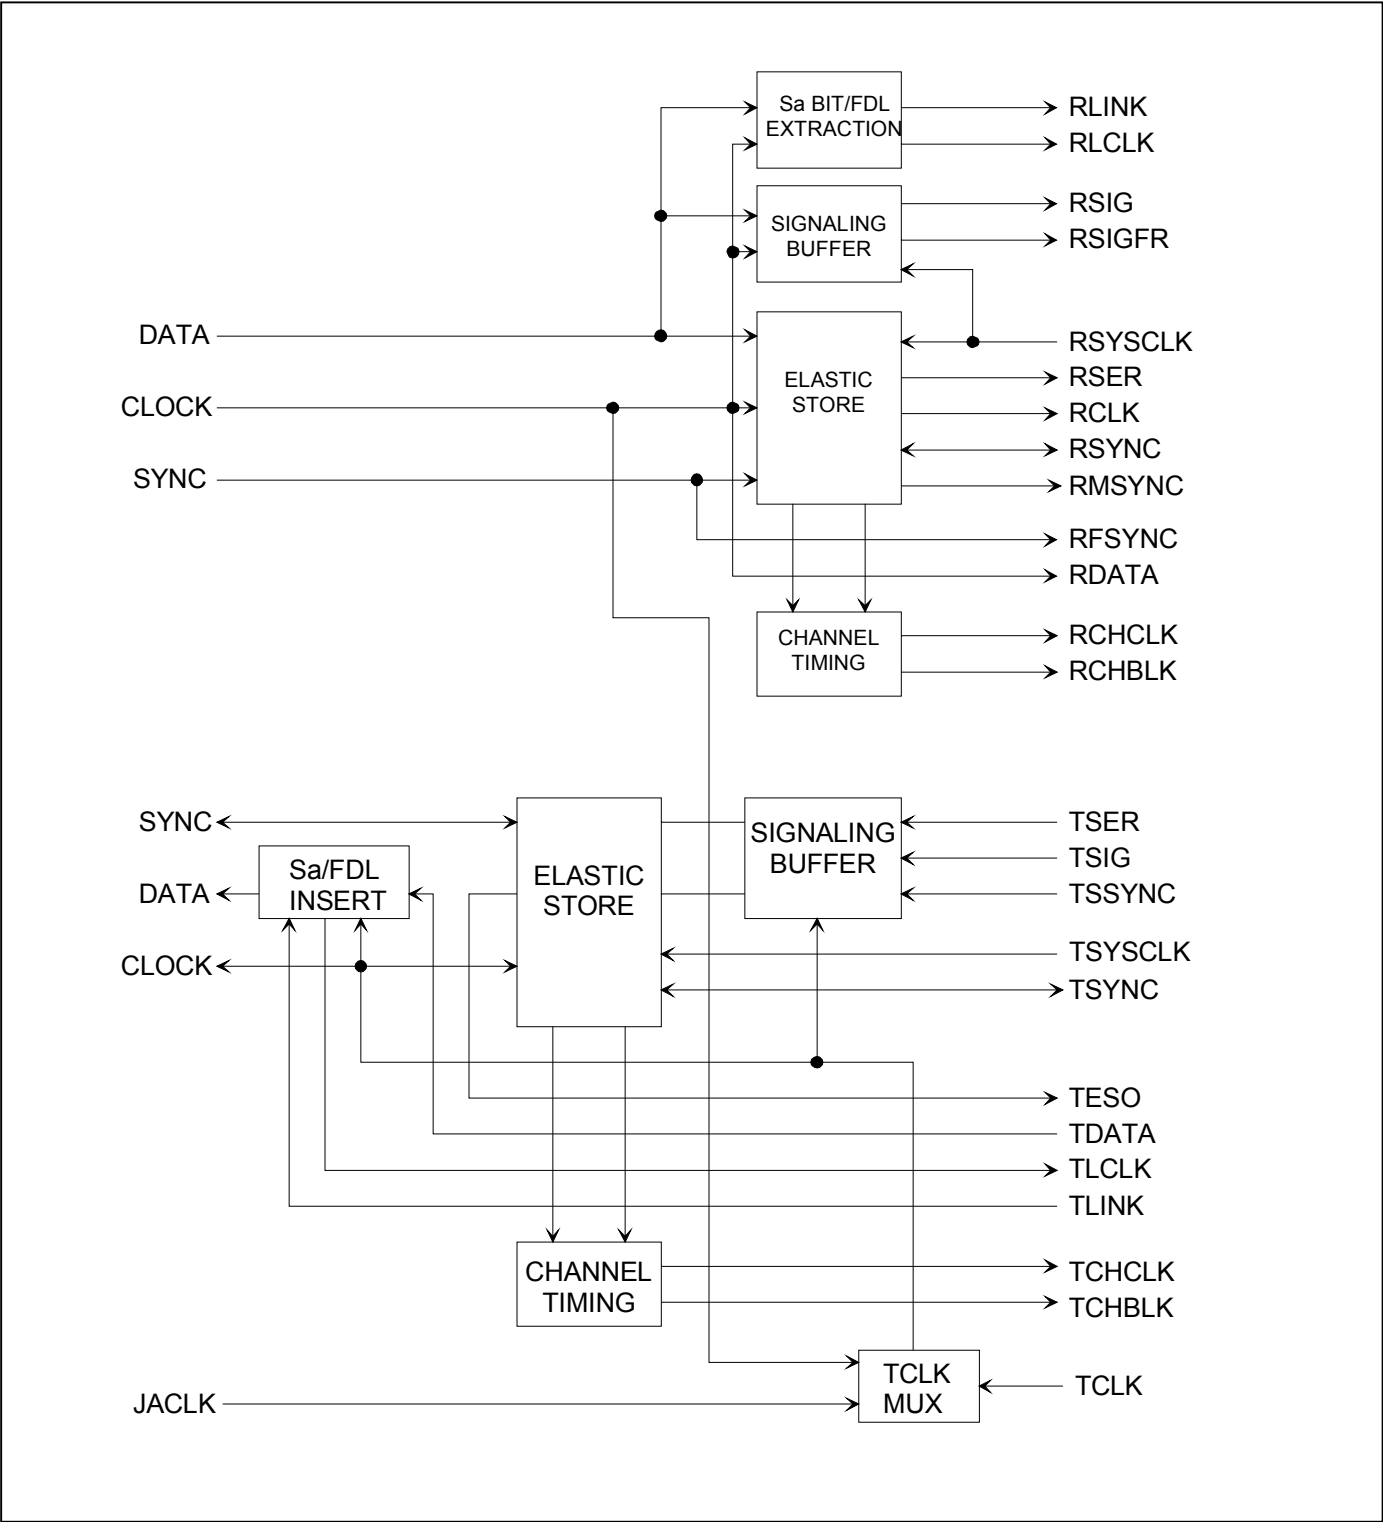 Sa BIT/FDL
EXTRACTION
RLINK
RLCLK
SIGNALING
BUFFER
RSIG
RSIGFR
DATA
CLOCK
SYNC
ELASTIC
STORE
RSYSCLK
RSER
RCLK
RSYNC
RMSYNC
RFSYNC
RDATA
CHANNEL
TIMING
RCHCLK
RCHBLK
SYNC
DATA
CLOCK
Sa/FDL
INSERT
ELASTIC
STORE
SIGNALING
BUFFER
TSER
TSIG
TSSYNC
TSYSCLK
TSYNC
TESO
TDATA
TLCLK
TLINK
CHANNEL
TIMING
TCHCLK
TCHBLK
JACLK
TCLK
MUX
TCLK